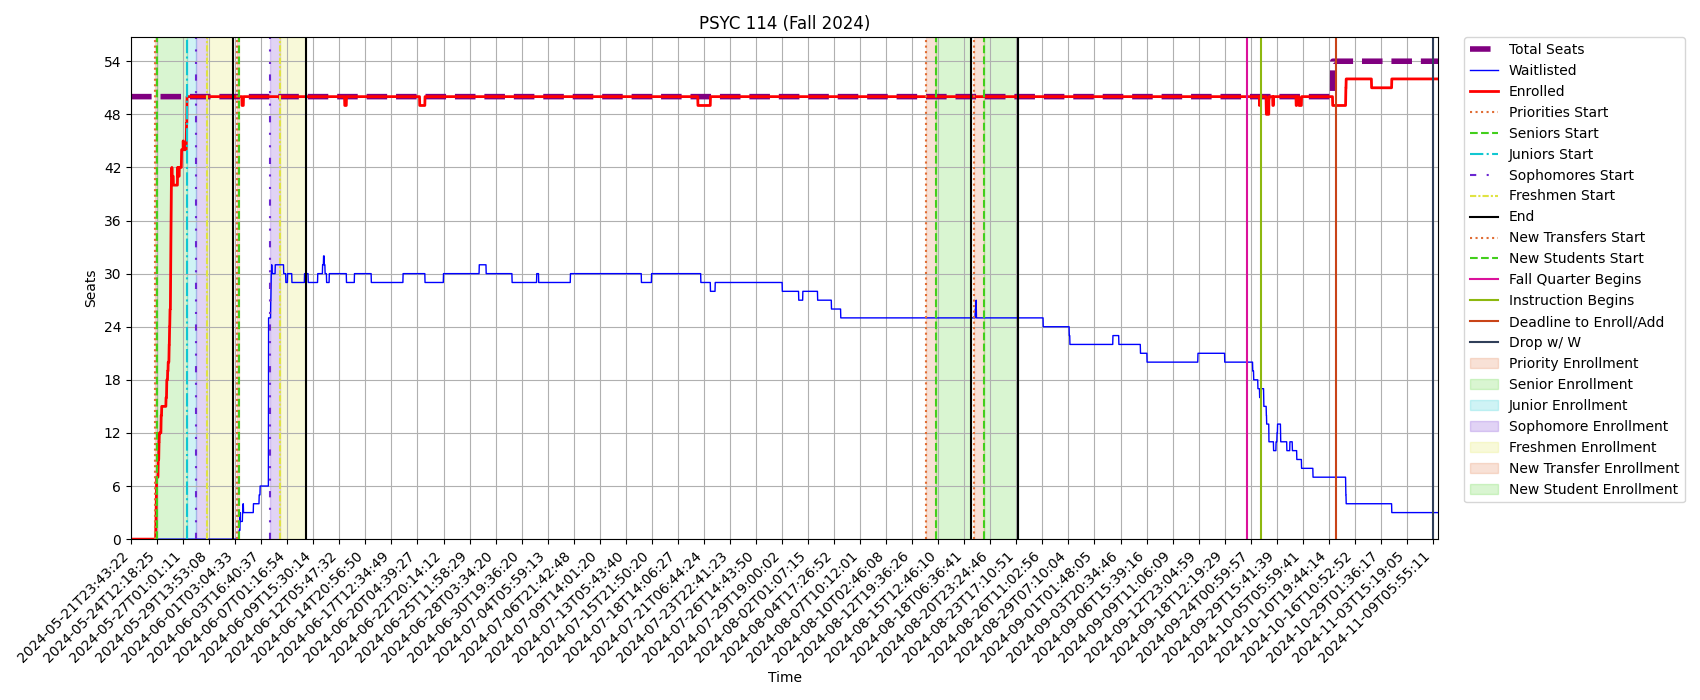 PSYC 114 (Fall 2024)
Seats
54
48
42
36
30
24
18
12
6
0
2024-05-21T23:43:22
2024-05-24T12:18:25
2024-05-27T01:01:11
2024-05-29T13:53:08
2024-06-01T03:04:33
2024-06-03T16:40:37
2024-06-07T01:16:54
2024-06-09T15:30:14
2024-06-12T05:47:32
2024-06-14T20:56:50
2024-06-17T12:34:49
2024-06-20T04:39:27
2024-06-22T20:14:12
2024-06-25T11:58:29
2024-06-28T03:34:20
2024-06-30T19:36:20
2024-07-04T05:59:13
2024-07-06T21:42:48
2024-07-09T14:01:20
2024-07-13T05:43:40
2024-07-15T21:50:20
2024-07-18T14:06:27
2024-07-21T06:44:24
2024-07-23T22:41:23
2024-07-26T14:43:50
2024-07-29T19:00:02
2024-08-02T01:07:15
2024-08-04T17:26:52
2024-08-07T10:12:01
2024-08-10T02:46:08
2024-08-12T19:36:26
2024-08-15T12:46:10
2024-08-18T06:36:41
2024-08-20T23:24:46
2024-08-23T17:10:51
2024-08-26T11:02:56
2024-08-29T07:10:04
2024-09-01T01:48:05
2024-09-03T20:34:46
2024-09-06T15:39:16
2024-09-09T11:06:09
2024-09-12T23:04:59
2024-09-18T12:19:29
2024-09-24T00:59:57
2024-09-29T15:41:39
2024-10-05T05:59:41
2024-10-10T19:44:14
2024-10-16T10:52:52
2024-10-29T01:36:17
2024-11-03T15:19:05
2024-11-09T05:55:11
Time
Total Seats
Waitlisted
Enrolled
Priorities Start
Seniors Start
Juniors Start
Sophomores Start
Freshmen Start
End
New Transfers Start
New Students Start
Fall Quarter Begins
Instruction Begins
Deadline to Enroll/Add
Drop w/ W
Priority Enrollment
Senior Enrollment
Junior Enrollment
Sophomore Enrollment
Freshmen Enrollment
New Transfer Enrollment
New Student Enrollment